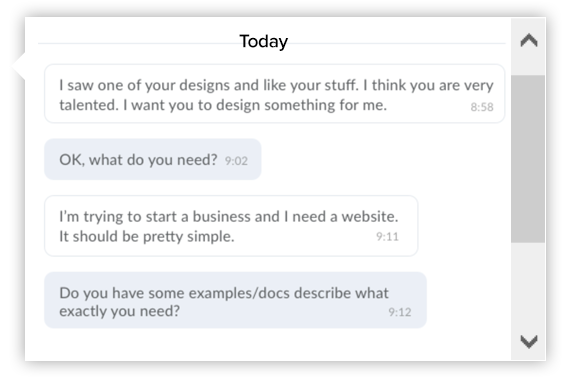 Today
I saw one of your designs and like your stuff. I think you are very
talented. I want you to design something for me. 8:58
OK, what do you need? 9:02
I'm trying to start a business and I need a website.
It should be pretty simple. 9:11
Do you have some examples/docs describe what
exactly you need? 9:12